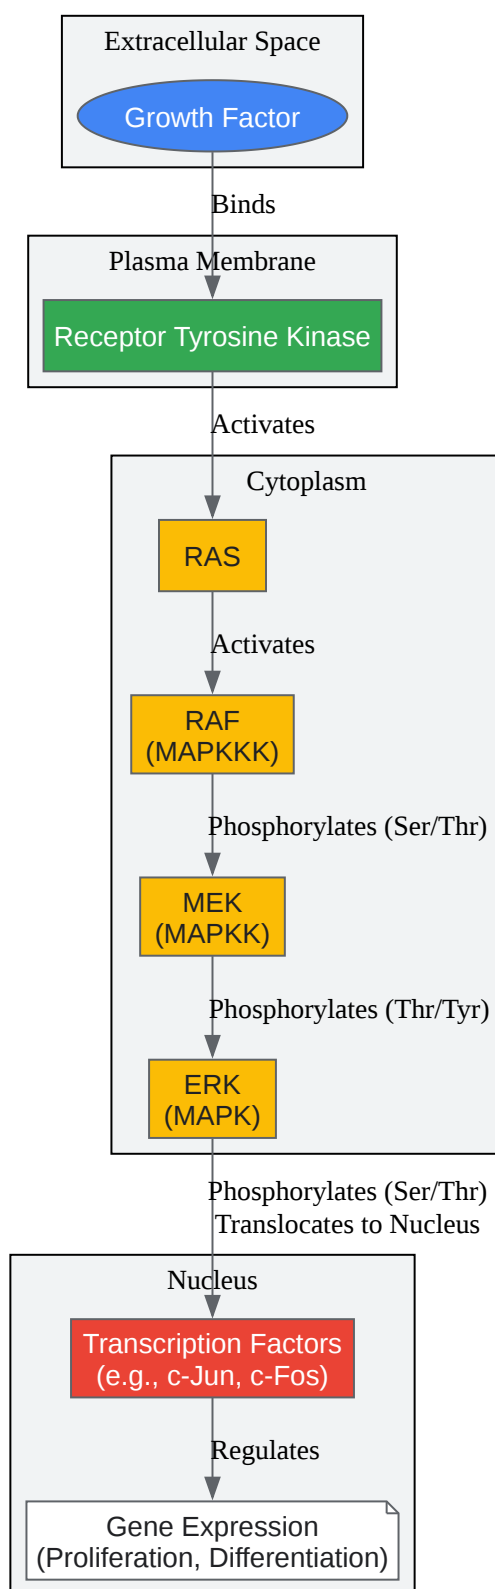 Extracellular Space
Growth Factor
Binds
Plasma Membrane
Receptor Tyrosine Kinase
Activates
Cytoplasm
RAS
Activates
RAF
(MAPKKK)
Phosphorylates (Ser/Thr)
MEK
(MAPKK)
Phosphorylates (Thr/Tyr)
ERK
(MAPK)
Phosphorylates (Ser/Thr)
Translocates to Nucleus
Nucleus
Transcription Factors
(e.g., c-Jun, c-Fos)
Regulates
Gene Expression
(Proliferation, Differentiation)